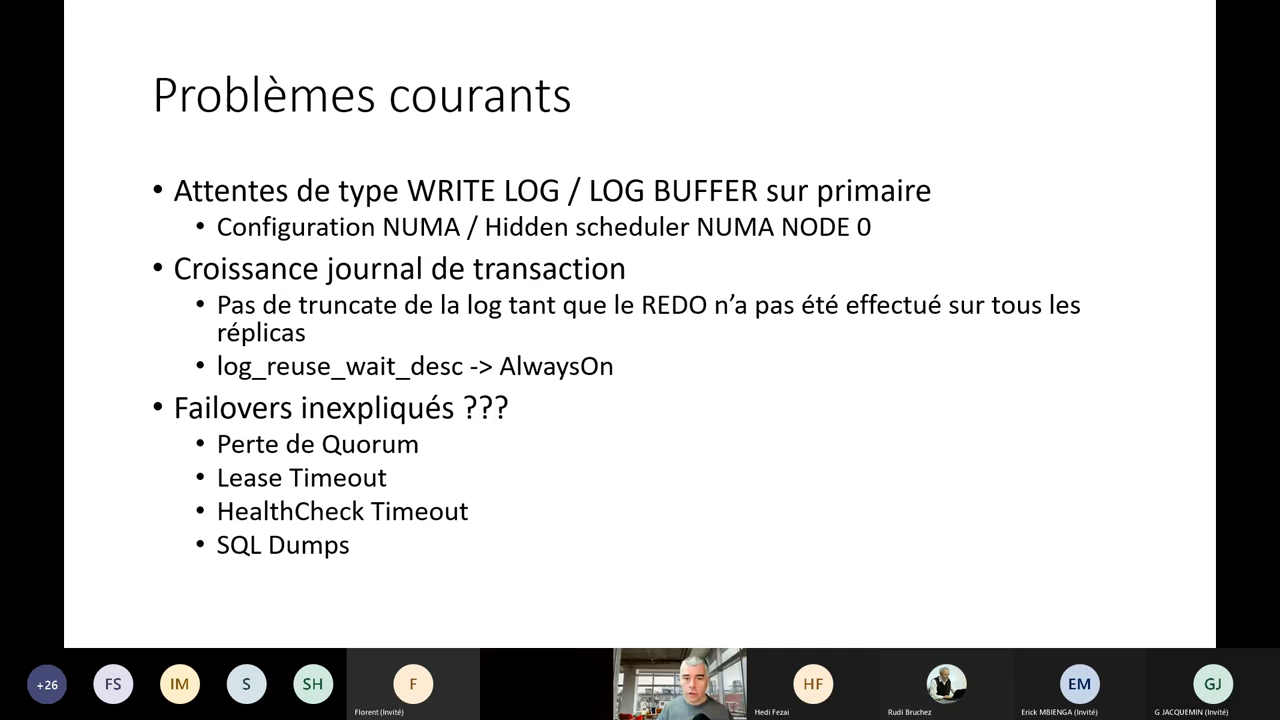 Problèmes courants
• Attentes de type WRITE LOG / LOG BUFFER sur primaire
• Configuration NUMA / Hidden scheduler NUMA NODE 0
• Croissance journal de transaction
• Pas de truncate de la log tant que le REDO n’a pas été effectué sur tous les
réplicas
• log_reuse_wait_desc -> AlwaysOn
• Failovers inexpliqués ???
• Perte de Quorum
• Lease Timeout
• HealthCheck Timeout
• SQL Dumps
+26 FS IM S SH F HF EM GJ
Florent (Invité) Hedi Fezai Rudi Bruchez Erick MBIENGA (Invité) G JACQUEMIN (Invité)